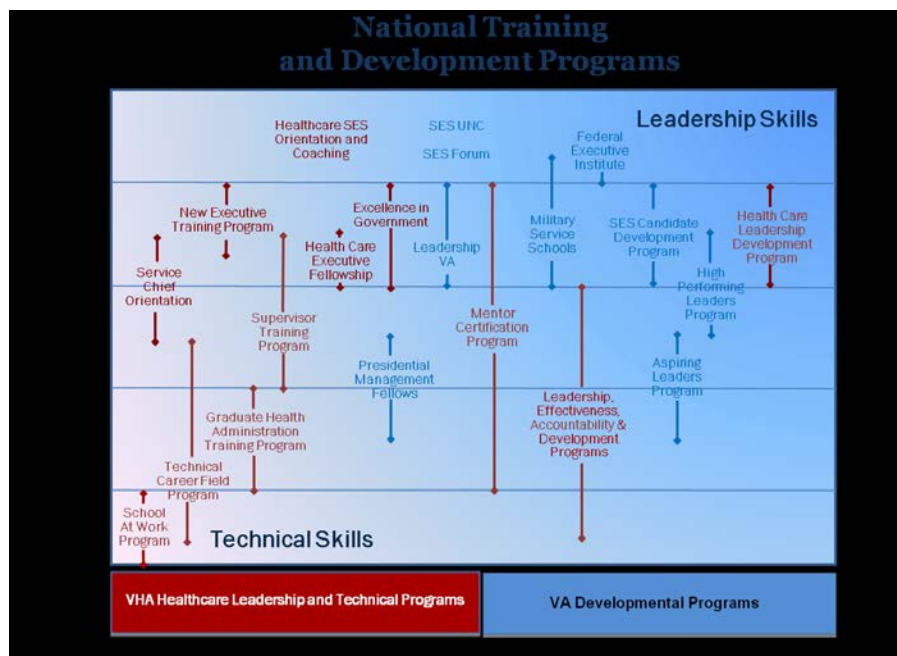 National Training
and Development Programs
Leadership Skills
Healthcare SES
Orientation and
Coaching
SES UNC
SES Forum
Federal
Executive
Institute
New Executive
Training Program
Excellence in
Government
Health Care
Executive
Fellowship
Leadership
VA
Military
Service
Schools
SES Candidate
Development
Program
Health Care
Leadership
Development
Program
Service
Chief
Orientation
High
Performing
Leaders
Program
Supervisor
Training
Program
Mentor
Certification
Program
Presidential
Management
Fellows
Aspiring
Leaders
Program
Leadership,
Effectiveness,
Accountability &
Development
Programs
Graduate Health
Administration
Training Program
Technical
Career Field
Program
School
At Work
Program
Technical Skills
VHA Healthcare Leadership and Technical Programs
VA Developmental Programs